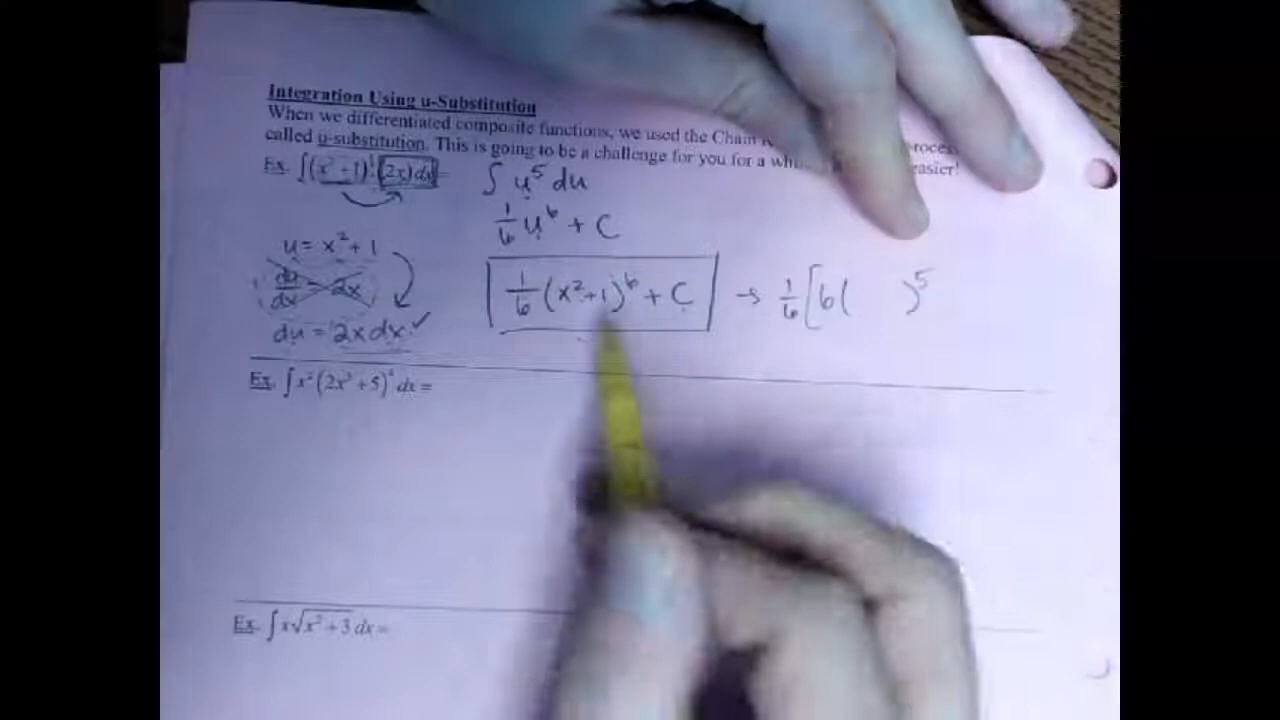 Integration Using u-Substitution
When we differentiated composite functions, we used the Chain
called u-substitution. This is going to be a challenge for you for a easier!
Ex. ∫(x² + 1)⁵(2x)dx =
∫ u⁵ du
1/6 u⁶ + C
u = x² + 1
du/dx = 2x
du = 2x dx ✓
1/6 (x²+1)⁶ + C → 1/6 [6( )⁵
Ex. ∫x²(2x³ + 5)⁴ dx =
Ex. ∫x√(x² + 3) dx =